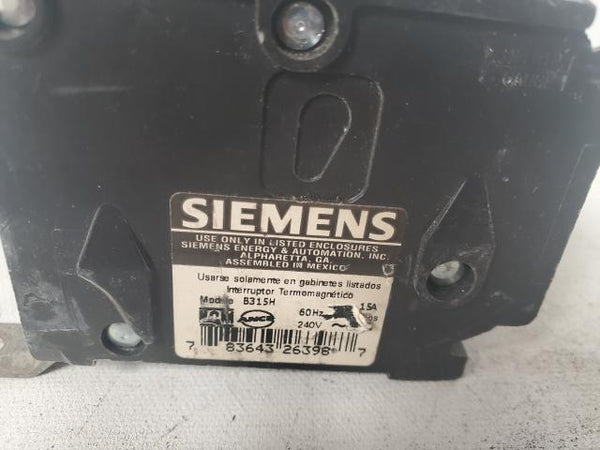 SIEMENS
USE ONLY IN LISTED ENCLOSURES
SIEMENS ENERGY & AUTOMATION, INC.
ALPHARETTA, GA.
ASSEMBLED IN MEXICO
Usarse solamente en gabinetes listados
Interruptor Termomagnético
Modelo B315H 60Hz 15A
ANCE 240V
7 83643 26398 7